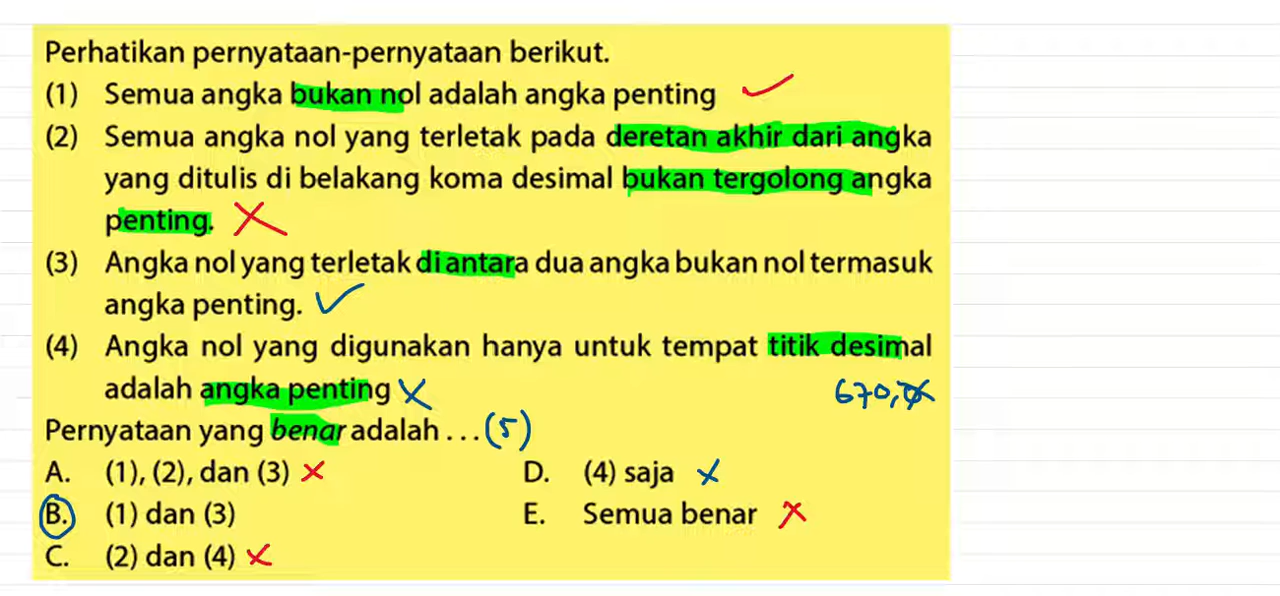 Perhatikan pernyataan-pernyataan berikut.
(1) Semua angka bukan nol adalah angka penting
(2) Semua angka nol yang terletak pada deretan akhir dari angka
yang ditulis di belakang koma desimal bukan tergolong angka
penting.
(3) Angka nol yang terletak di antara dua angka bukan nol termasuk
angka penting.
(4) Angka nol yang digunakan hanya untuk tempat titik desimal
adalah angka penting
670,
Pernyataan yang benar adalah . . . (5)
A. (1), (2), dan (3)
D. (4) saja
B. (1) dan (3)
E. Semua benar
C. (2) dan (4)